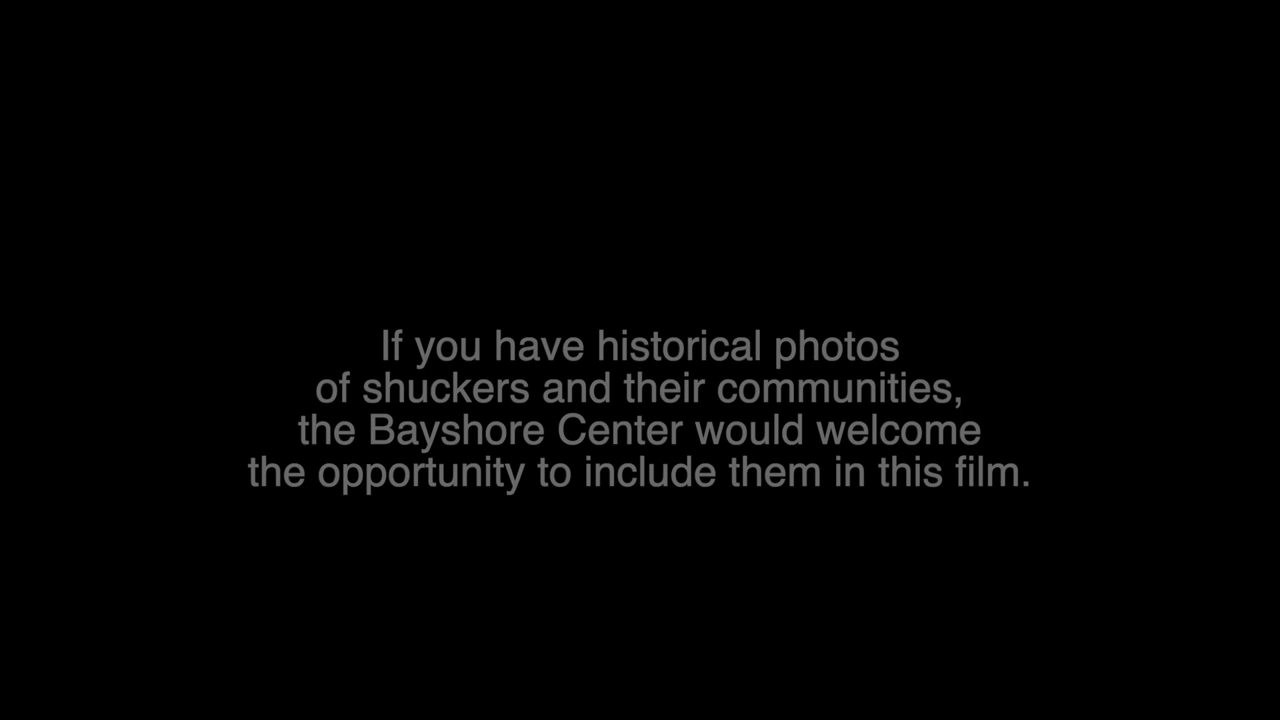 If you have historical photos
of shuckers and their communities,
the Bayshore Center would welcome
the opportunity to include them in this film.